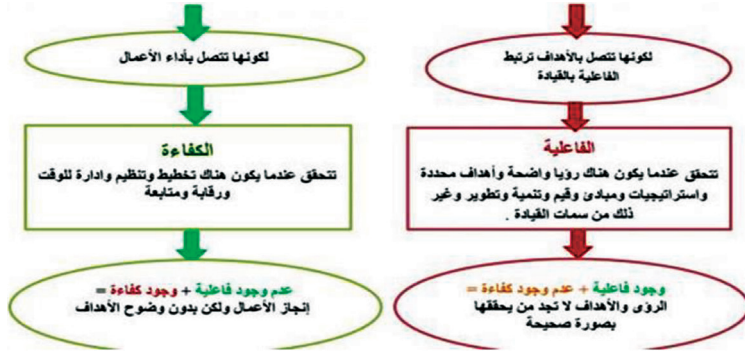 لكونها تتصل بالأهداف ترتبط
الفاعلية بالقيادة
الفاعلية
تتحقق عندما يكون هناك رؤيا واضحة وأهداف محددة
واستراتيجيات ومبادئ وقيم وتنمية وتطوير وغير
ذلك من سمات القيادة .
وجود فاعلية + عدم وجود كفاءة =
الرؤى والأهداف لا تجد من يحققها
بصورة صحيحة
لكونها تتصل بأداء الأعمال
الكفاءة
تتحقق عندما يكون هناك تخطيط وتنظيم وادارة للوقت
ورقابة ومتابعة
عدم وجود فاعلية + وجود كفاءة =
إنجاز الأعمال ولكن بدون وضوح الأهداف